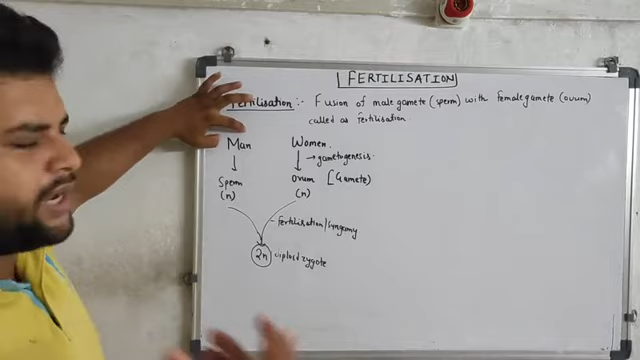 FERTILISATION
Fertilisation :- Fusion of male gamete (sperm) with female gamete (ovum)
called as fertilisation.
Man Women
→ gametogenesis.
Sperm Ovum [Gamete)
(n) (n)
- fertilisation/syngamy
2n diploid zygote